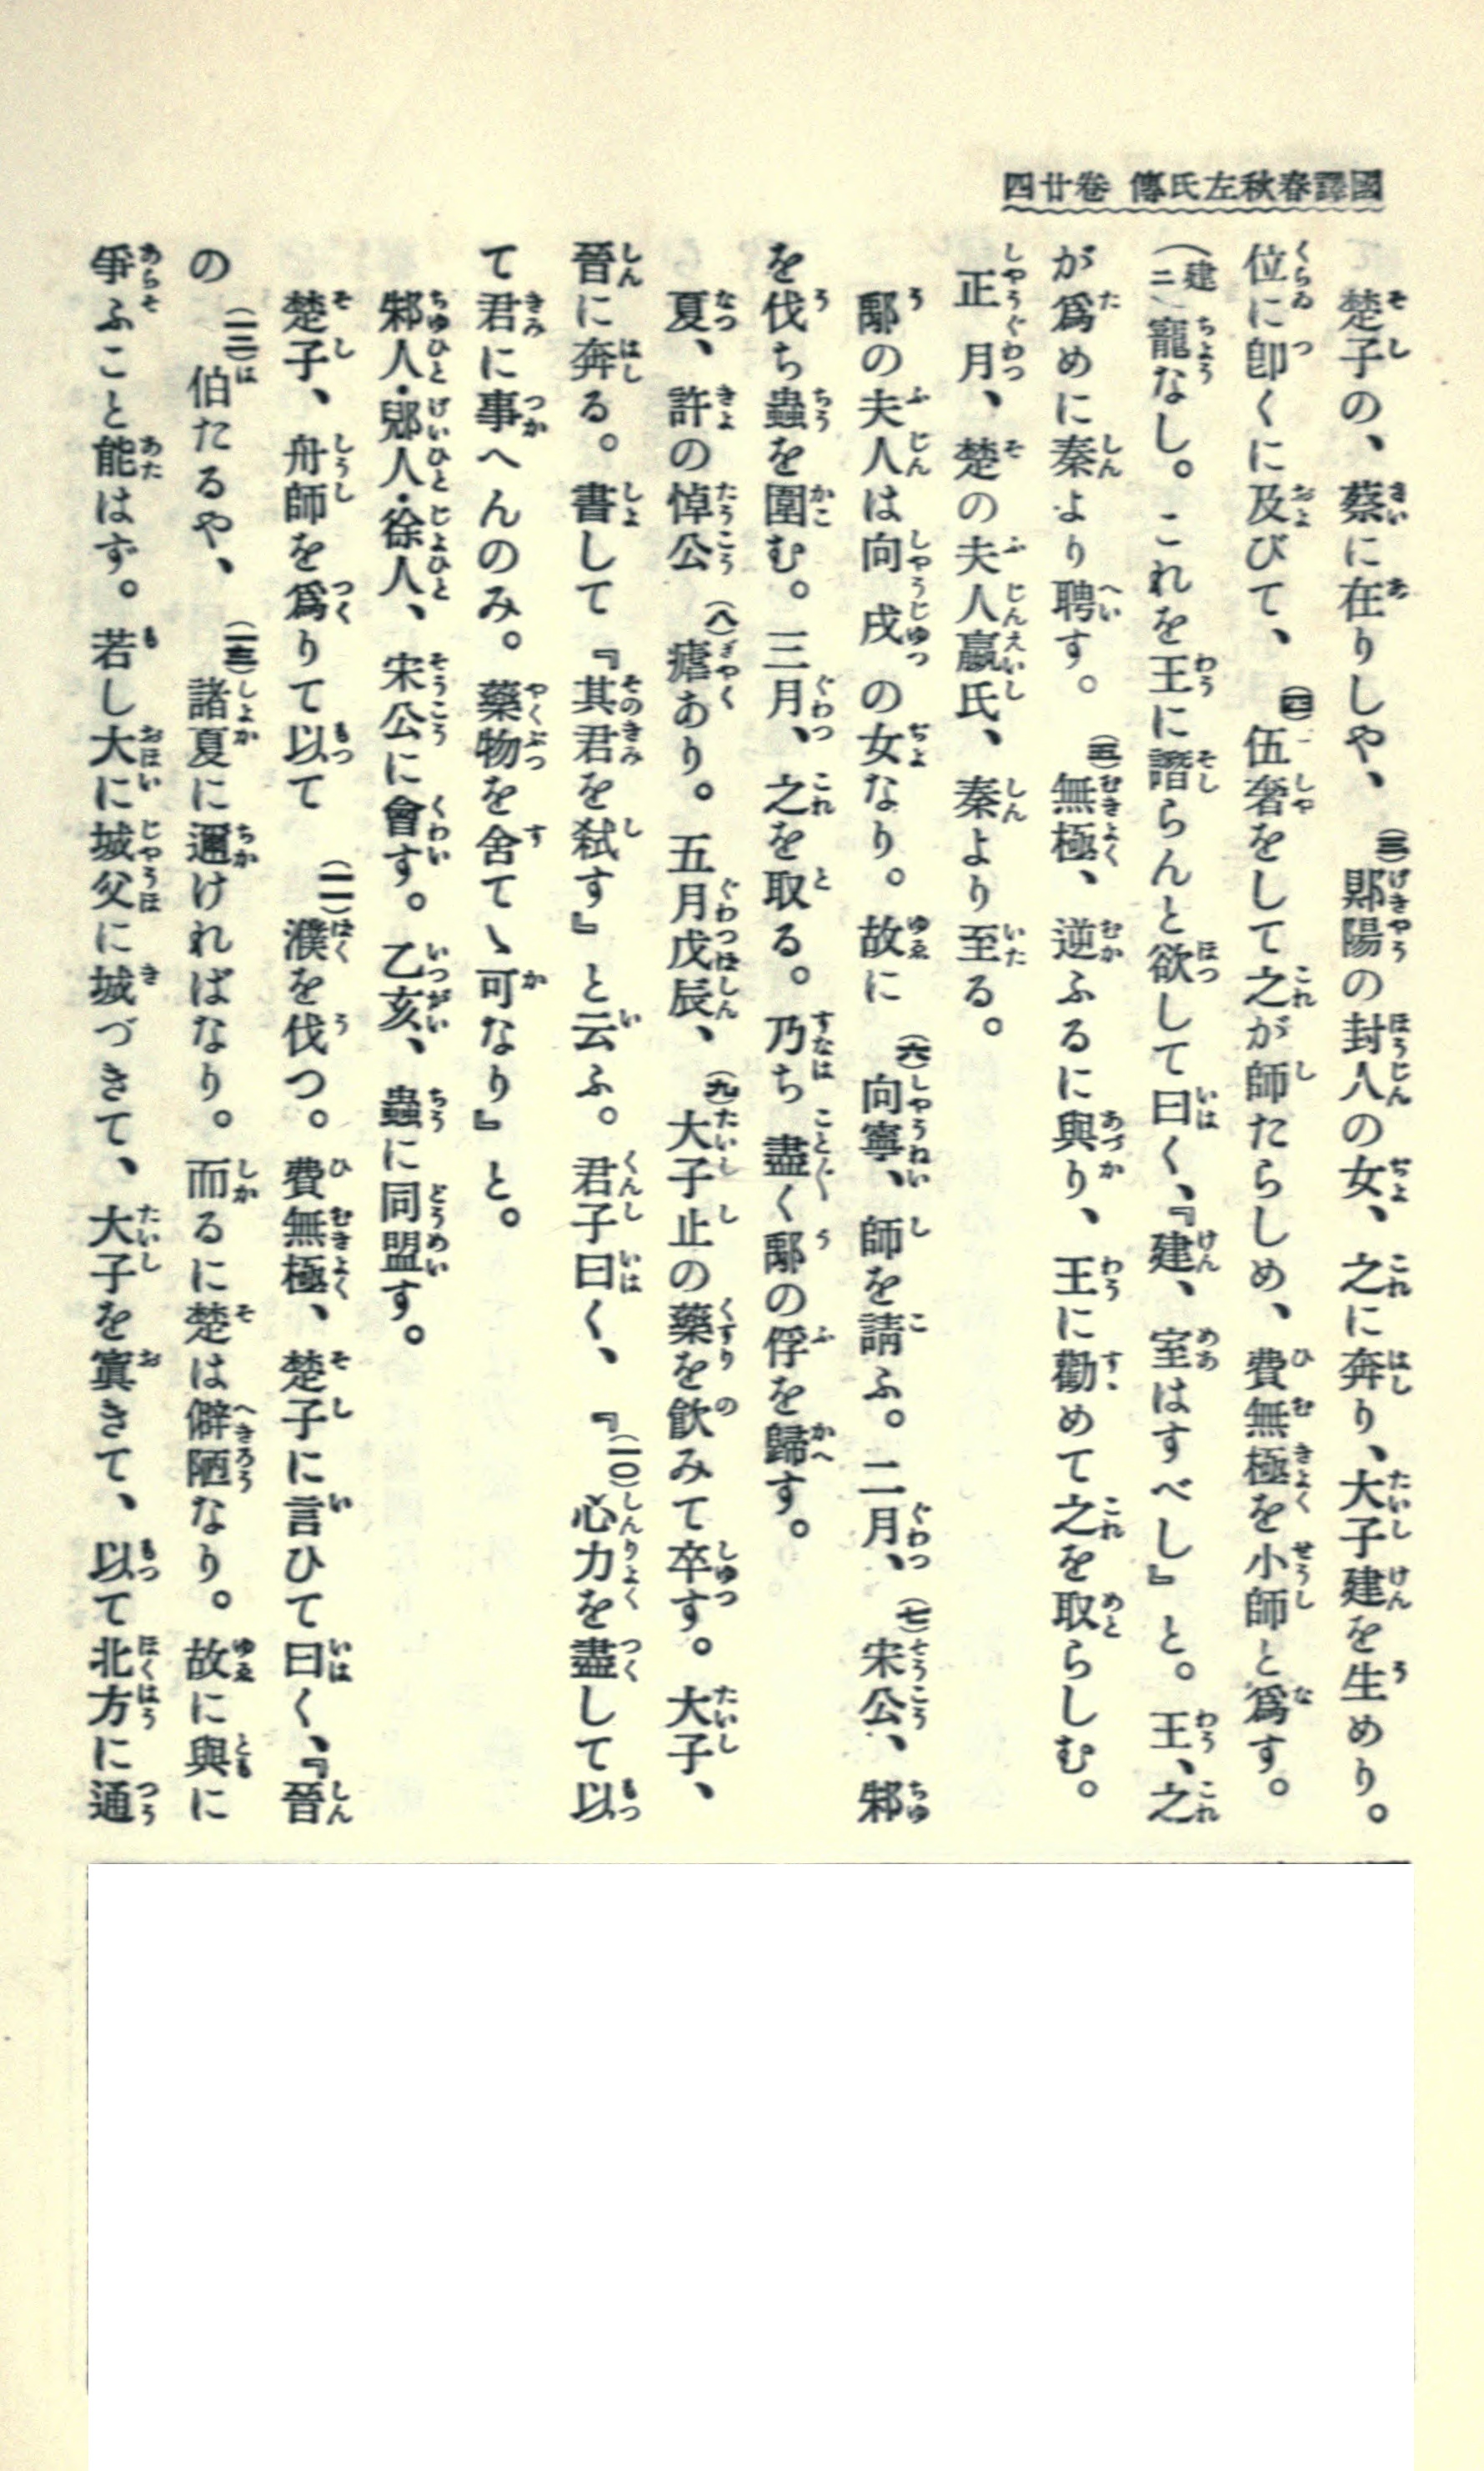 國譯春秋左氏傳 卷廿四
楚子の、蔡に在りしや、(三)郹陽の封人の女、之に奔り、大子建を生めり。
位に卽くに及びて、(四)伍奢をして之が師たらしめ、費無極を小師と爲す。
(建ニ)寵なし。これを王に譖らんと欲して曰く、『建、室はすべし』と。王、之
が爲めに秦より聘す。(五)無極、逆ふるに與り、王に勸めて之を取らしむ。
正月、楚の夫人嬴氏、秦より至る。
鄅の夫人は向戌の女なり。故に(六)向寧、師を請ふ。二月、(七)宋公、邾
を伐ち蟲を圍む。三月、之を取る。乃ち盡く鄅の俘を歸す。
夏、許の悼公(八)瘧あり。五月戊辰、(九)大子止の藥を飮みて卒す。大子、
晉に奔る。書して『其君を弑す』と云ふ。君子曰く、『(一〇)心力を盡して以
て君に事へんのみ。藥物を舍てゝ可なり』と。
邾人・郳人・徐人、宋公に會す。乙亥、蟲に同盟す。
楚子、舟師を爲りて以て(一一)濮を伐つ。費無極、楚子に言ひて曰く、『晉
の(一二)伯たるや、(一三)諸夏に邇ければなり。而るに楚は僻陋なり。故に與に
爭ふこと能はず。若し大に城父に城づきて、大子を寘きて、以て北方に通